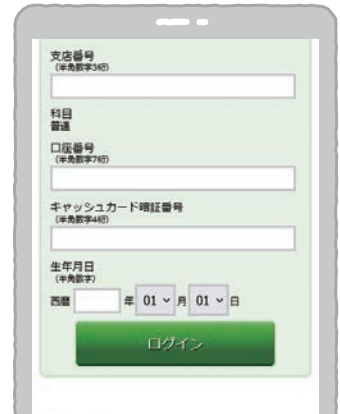 支店番号
(半角数字3桁)
科目
普通
口座番号
(半角数字7桁)
キャッシュカード暗証番号
(半角数字4桁)
生年月日
(半角数字)
西暦 年 01 月 01 日
ログイン